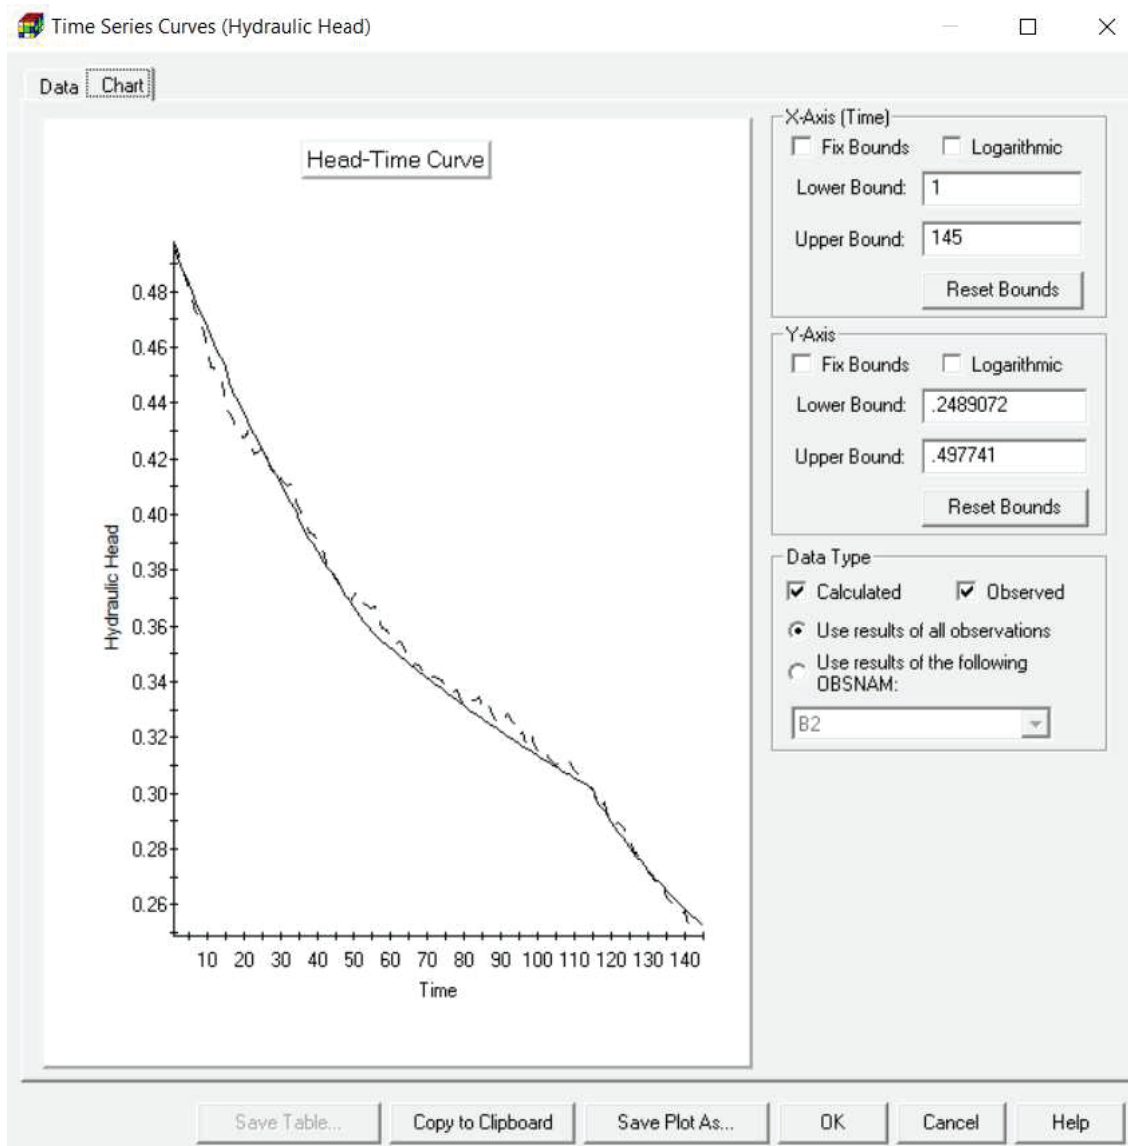 Time Series Curves (Hydraulic Head)
Data Chart
Head-Time Curve
0.48
0.46
0.44
0.42
0.40
0.38
0.36
0.34
0.32
0.30
0.28
0.26
Hydraulic Head
10 20 30 40 50 60 70 80 90 100 110 120 130 140
Time
X-Axis (Time)
Fix Bounds Logarithmic
Lower Bound: 1
Upper Bound: 145
Reset Bounds
Y-Axis
Fix Bounds Logarithmic
Lower Bound: .2489072
Upper Bound: .497741
Reset Bounds
Data Type
Calculated Observed
Use results of all observations
Use results of the following
OBSNAM:
B2
Save Table... Copy to Clipboard Save Plot As... OK Cancel Help